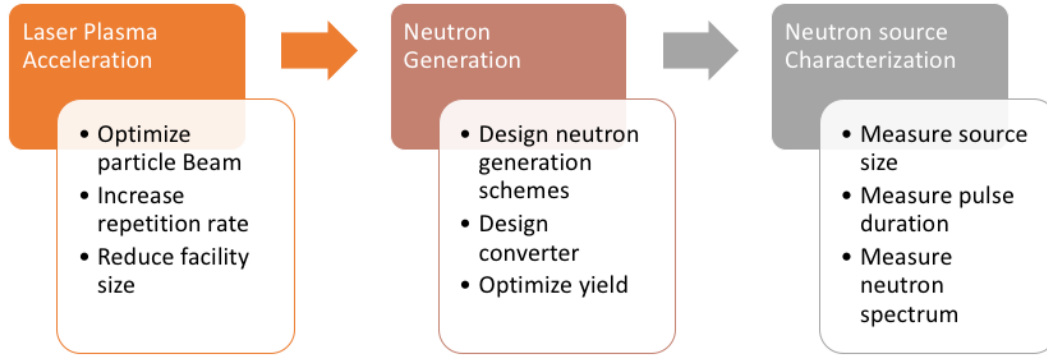 Laser Plasma
Acceleration
• Optimize
particle Beam
• Increase
repetition rate
• Reduce facility
size
Neutron
Generation
• Design neutron
generation
schemes
• Design
converter
• Optimize yield
Neutron source
Characterization
• Measure source
size
• Measure pulse
duration
• Measure
neutron
spectrum